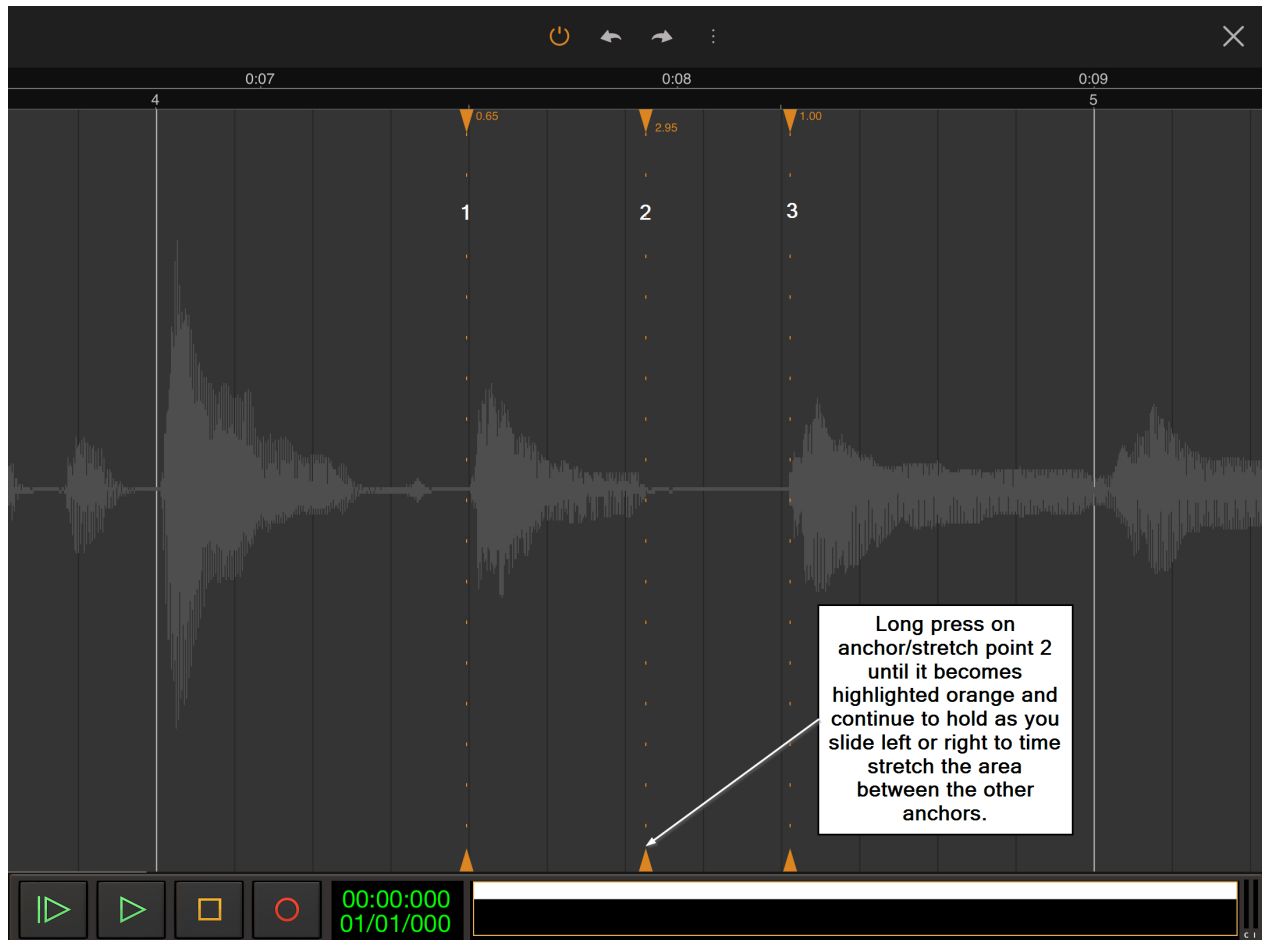 0:07 0:08 0:09
4 5
0.65 2.95 1.00
1 2 3
Long press on
anchor/stretch point 2
until it becomes
highlighted orange and
continue to hold as you
slide left or right to time
stretch the area
between the other
anchors.
00:00:000
01/01/000
C I